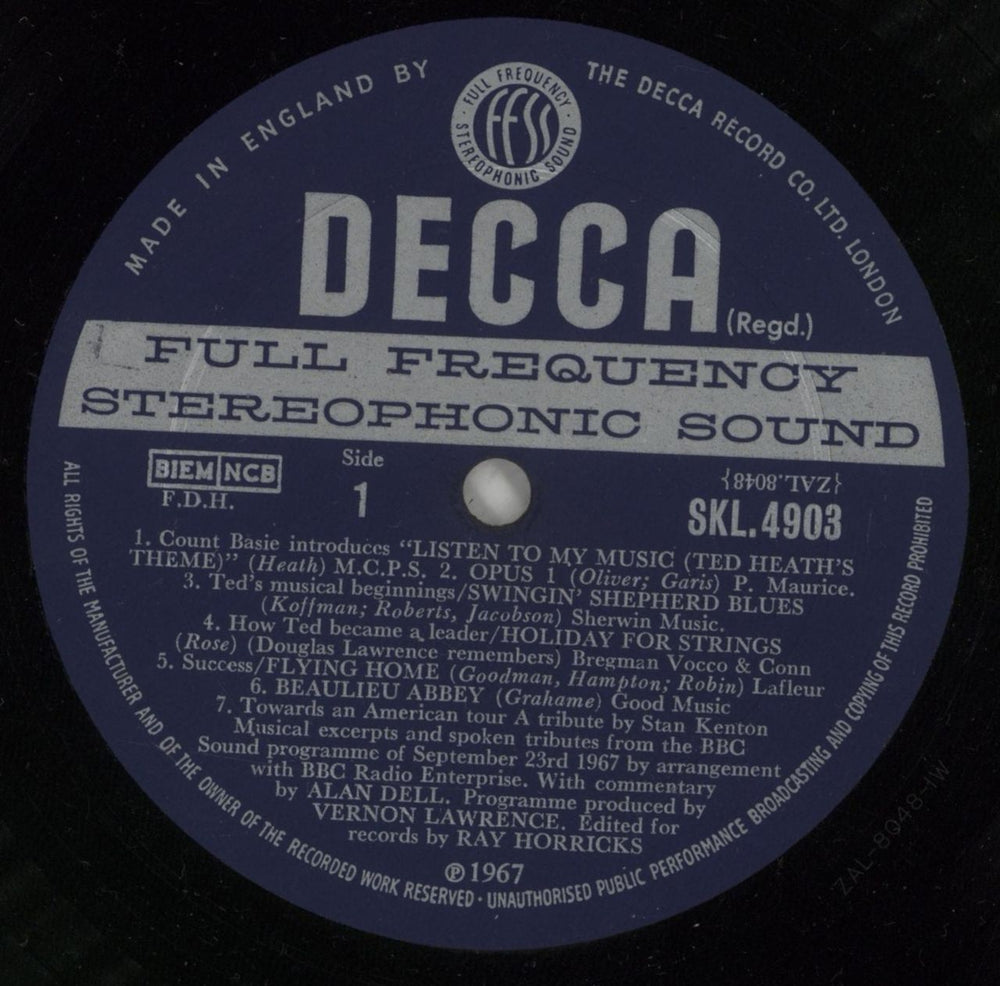 MADE IN ENGLAND BY
THE DECCA RECORD CO. LTD. LONDON
FULL FREQUENCY
FFSS
STEREOPHONIC SOUND
DECCA
(Regd.)
FULL FREQUENCY
STEREOPHONIC SOUND
BIEM NCB
F.D.H.
Side
1
{ZAL.8048}
SKL.4903
1. Count Basie introduces “LISTEN TO MY MUSIC (TED HEATH’S
THEME)” (Heath) M.C.P.S. 2. OPUS 1 (Oliver; Garis) P. Maurice.
3. Ted’s musical beginnings/SWINGIN’ SHEPHERD BLUES
(Koffman; Roberts, Jacobson) Sherwin Music.
4. How Ted became a leader/HOLIDAY FOR STRINGS
(Rose) (Douglas Lawrence remembers) Bregman Vocco & Conn
5. Success/FLYING HOME (Goodman, Hampton; Robin) Lafleur
6. BEAULIEU ABBEY (Grahame) Good Music
7. Towards an American tour A tribute by Stan Kenton
Musical excerpts and spoken tributes from the BBC
Sound programme of September 23rd 1967 by arrangement
with BBC Radio Enterprise. With commentary
by ALAN DELL. Programme produced by
VERNON LAWRENCE. Edited for
records by RAY HORRICKS
℗ 1967
ALL RIGHTS OF THE MANUFACTURER AND OF THE OWNER OF THE RECORDED WORK RESERVED · UNAUTHORISED PUBLIC PERFORMANCE BROADCASTING AND COPYING OF THIS RECORD PROHIBITED
ZAL-8048-1W